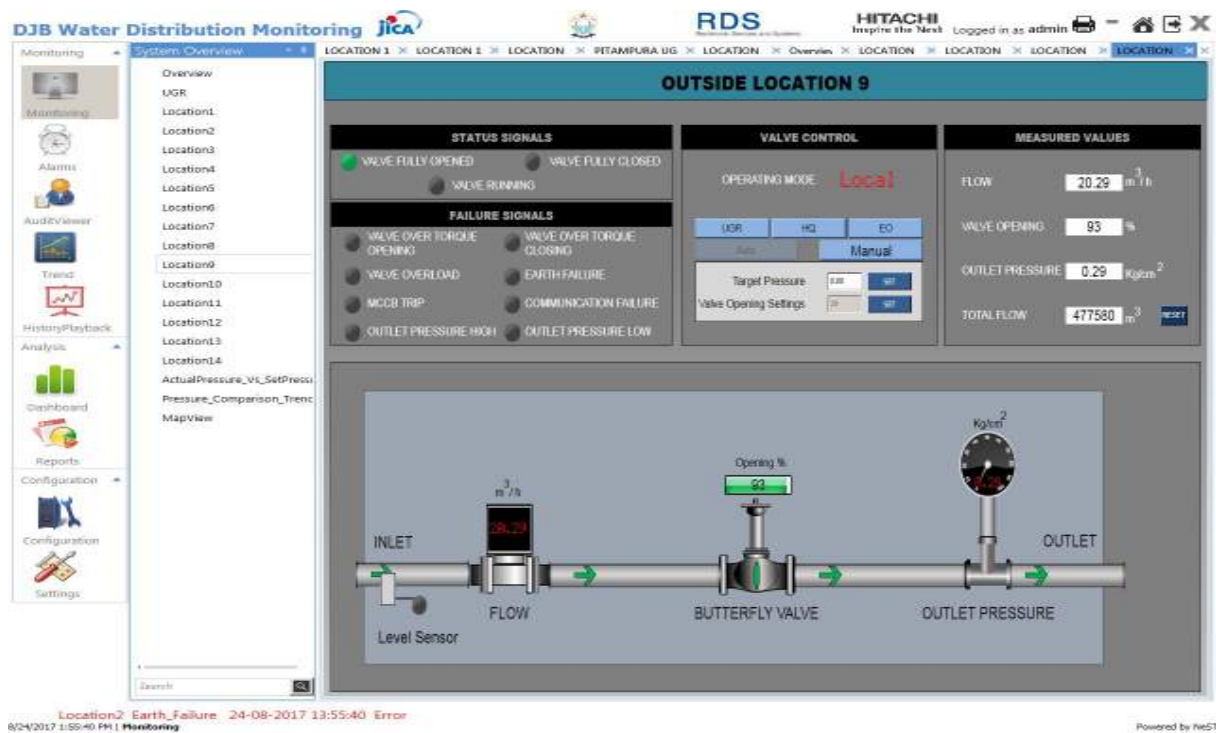 DJB Water Distribution Monitoring
jICA
RDS
HITACHI
Inspire the Next
Logged in as admin
Monitoring
System Overview
LOCATION 1 × LOCATION 1 × LOCATION × PITAMPURA UG × LOCATION × Overview × LOCATION × LOCATION × LOCATION × LOCATION ×
Monitoring
Alarms
AuditViewer
Trend
HistoryPlayback
Analysis
Dashboard
Reports
Configuration
Configuration
Settings
Overview
UGR
Location1
Location2
Location3
Location4
Location5
Location6
Location7
Location8
Location9
Location10
Location11
Location12
Location13
Location14
ActualPressure_Vs_SetPressu
Pressure_Comparison_Trend
MapView
Search
OUTSIDE LOCATION 9
STATUS SIGNALS
VALVE FULLY OPENED
VALVE FULLY CLOSED
VALVE RUNNING
FAILURE SIGNALS
VALVE OVER TORQUE OPENING
VALVE OVER TORQUE CLOSING
VALVE OVERLOAD
EARTH FAILURE
MCCB TRIP
COMMUNICATION FAILURE
OUTLET PRESSURE HIGH
OUTLET PRESSURE LOW
VALVE CONTROL
OPERATING MODE Local
UGR HQ EO
Auto Manual
Target Pressure SET
Valve Opening Settings SET
MEASURED VALUES
FLOW 20.29 m³/h
VALVE OPENING 93 %
OUTLET PRESSURE 0.29 Kg/cm²
TOTAL FLOW 477580 m³ RESET
Kg/cm²
Opening %
93
m³/h
INLET
OUTLET
FLOW
BUTTERFLY VALVE
OUTLET PRESSURE
Level Sensor
Location2 Earth_Failure 24-08-2017 13:55:40 Error
8/24/2017 1:55:40 PM | Monitoring
Powered by NeST